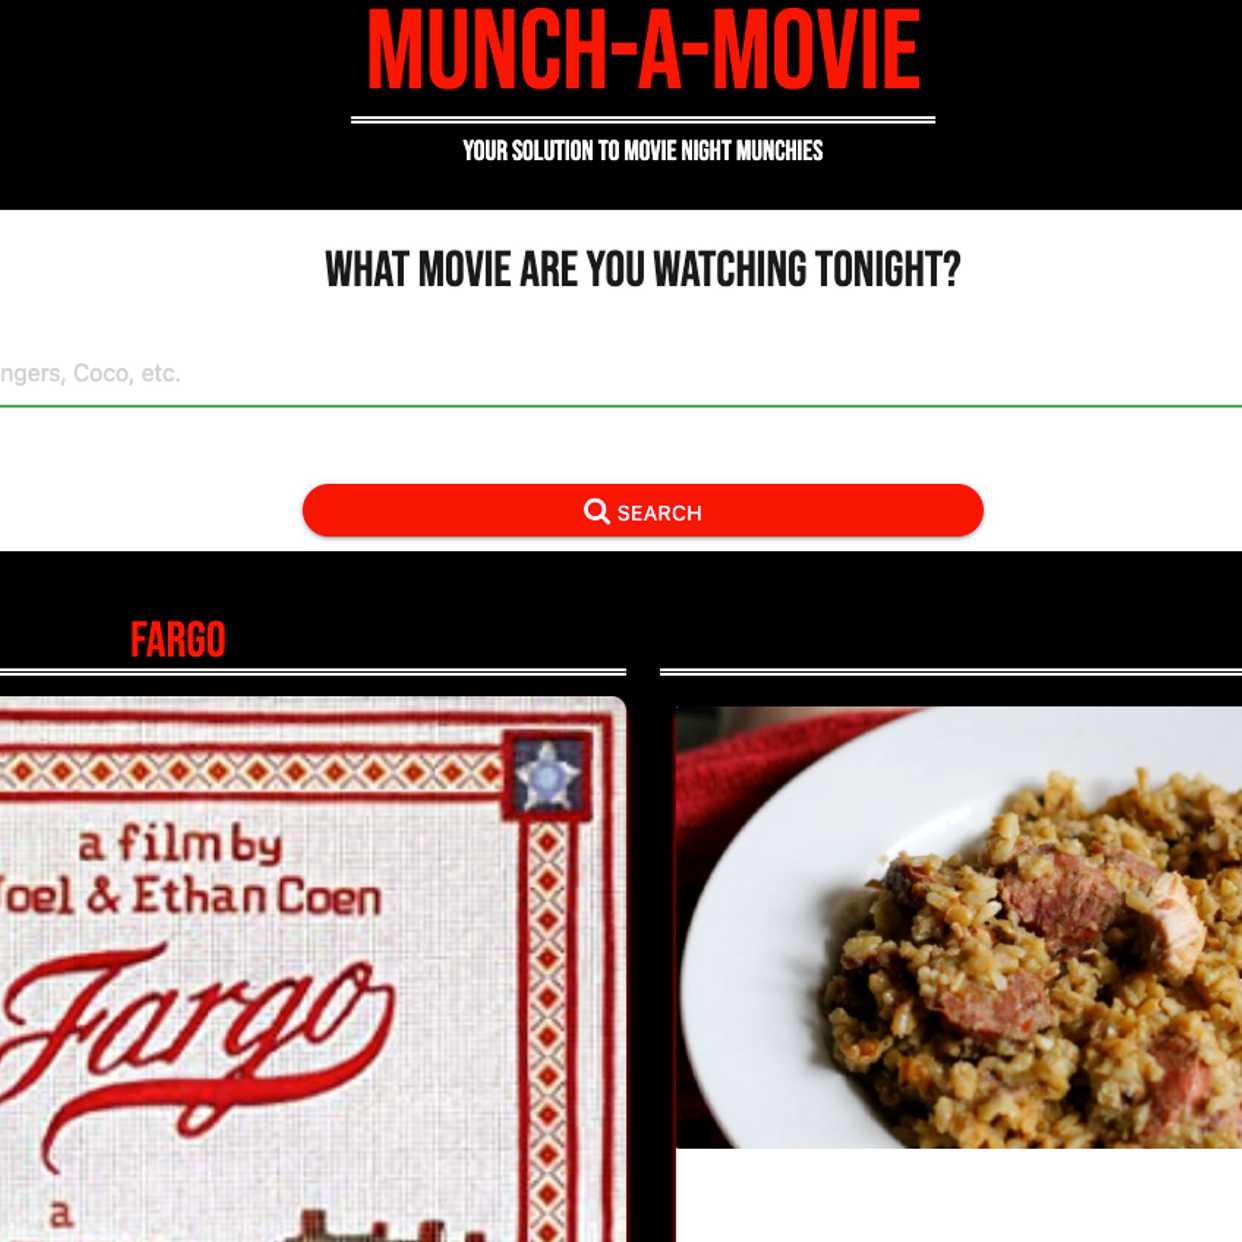 MUNCH-A-MOVIE
YOUR SOLUTION TO MOVIE NIGHT MUNCHIES
WHAT MOVIE ARE YOU WATCHING TONIGHT?
ngers, Coco, etc.
SEARCH
FARGO
a film by
oel & Ethan Coen
Fargo
a